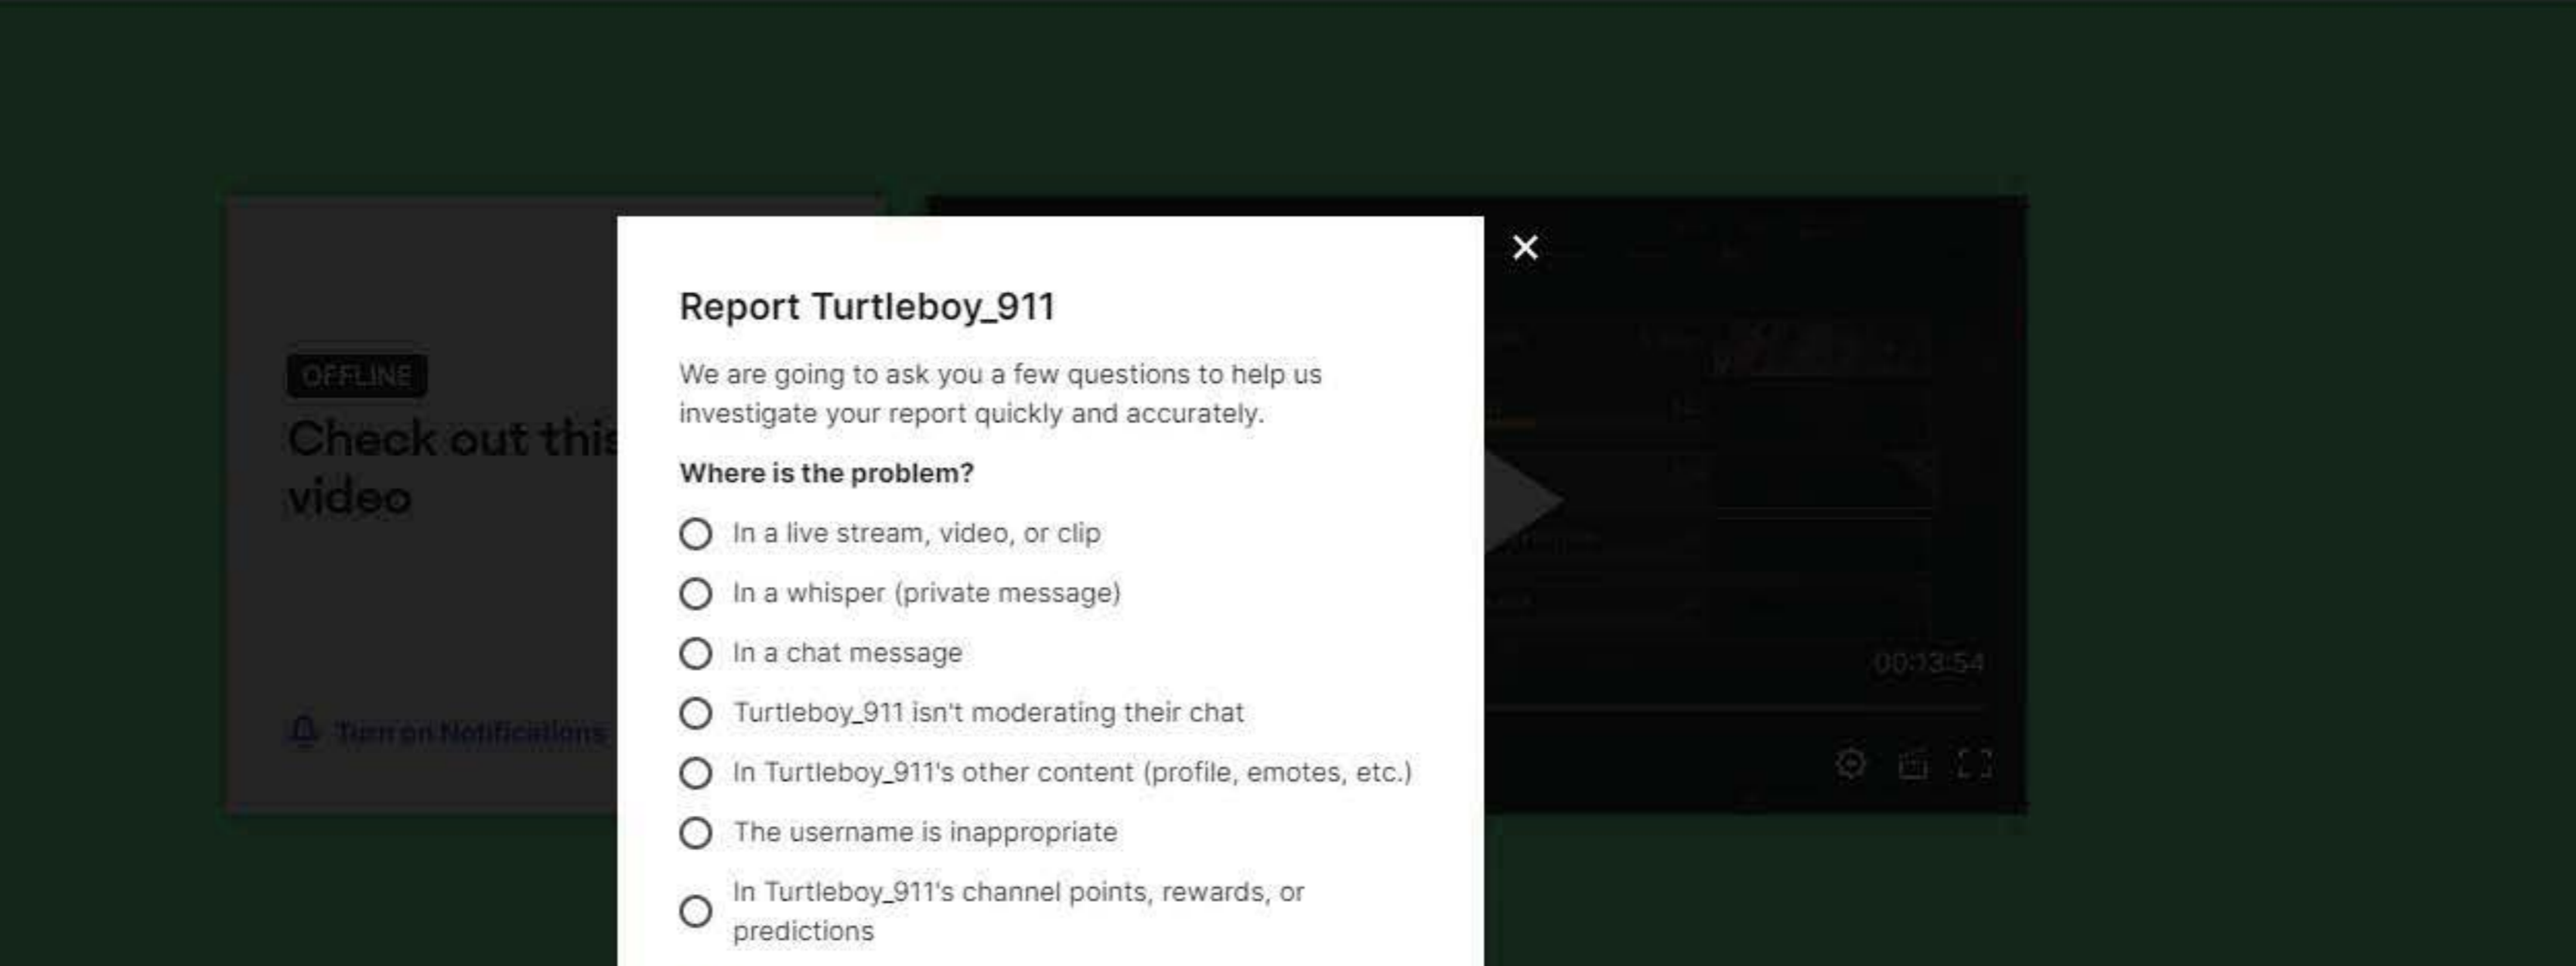 OFFLINE
Check out this
video
Turn on Notifications
Report Turtleboy_911
We are going to ask you a few questions to help us
investigate your report quickly and accurately.
Where is the problem?
In a live stream, video, or clip
In a whisper (private message)
In a chat message
Turtleboy_911 isn't moderating their chat
In Turtleboy_911's other content (profile, emotes, etc.)
The username is inappropriate
In Turtleboy_911's channel points, rewards, or
predictions
00:13:54